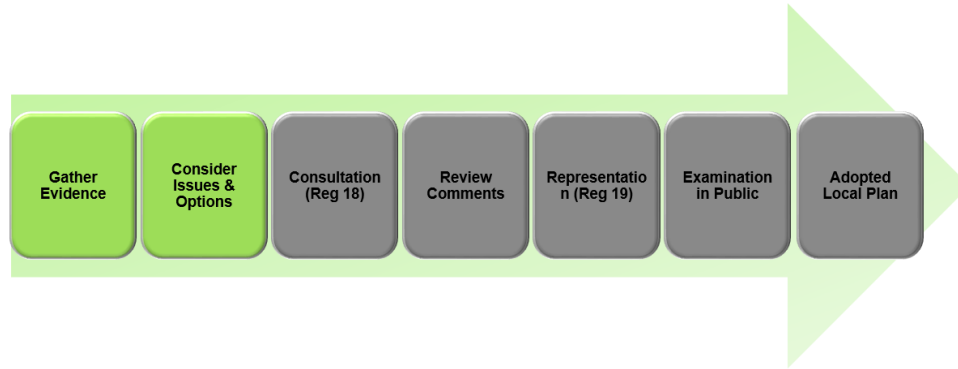 Gather
Evidence
Consider
Issues &
Options
Consultation
(Reg 18)
Review
Comments
Representatio
n (Reg 19)
Examination
in Public
Adopted
Local Plan